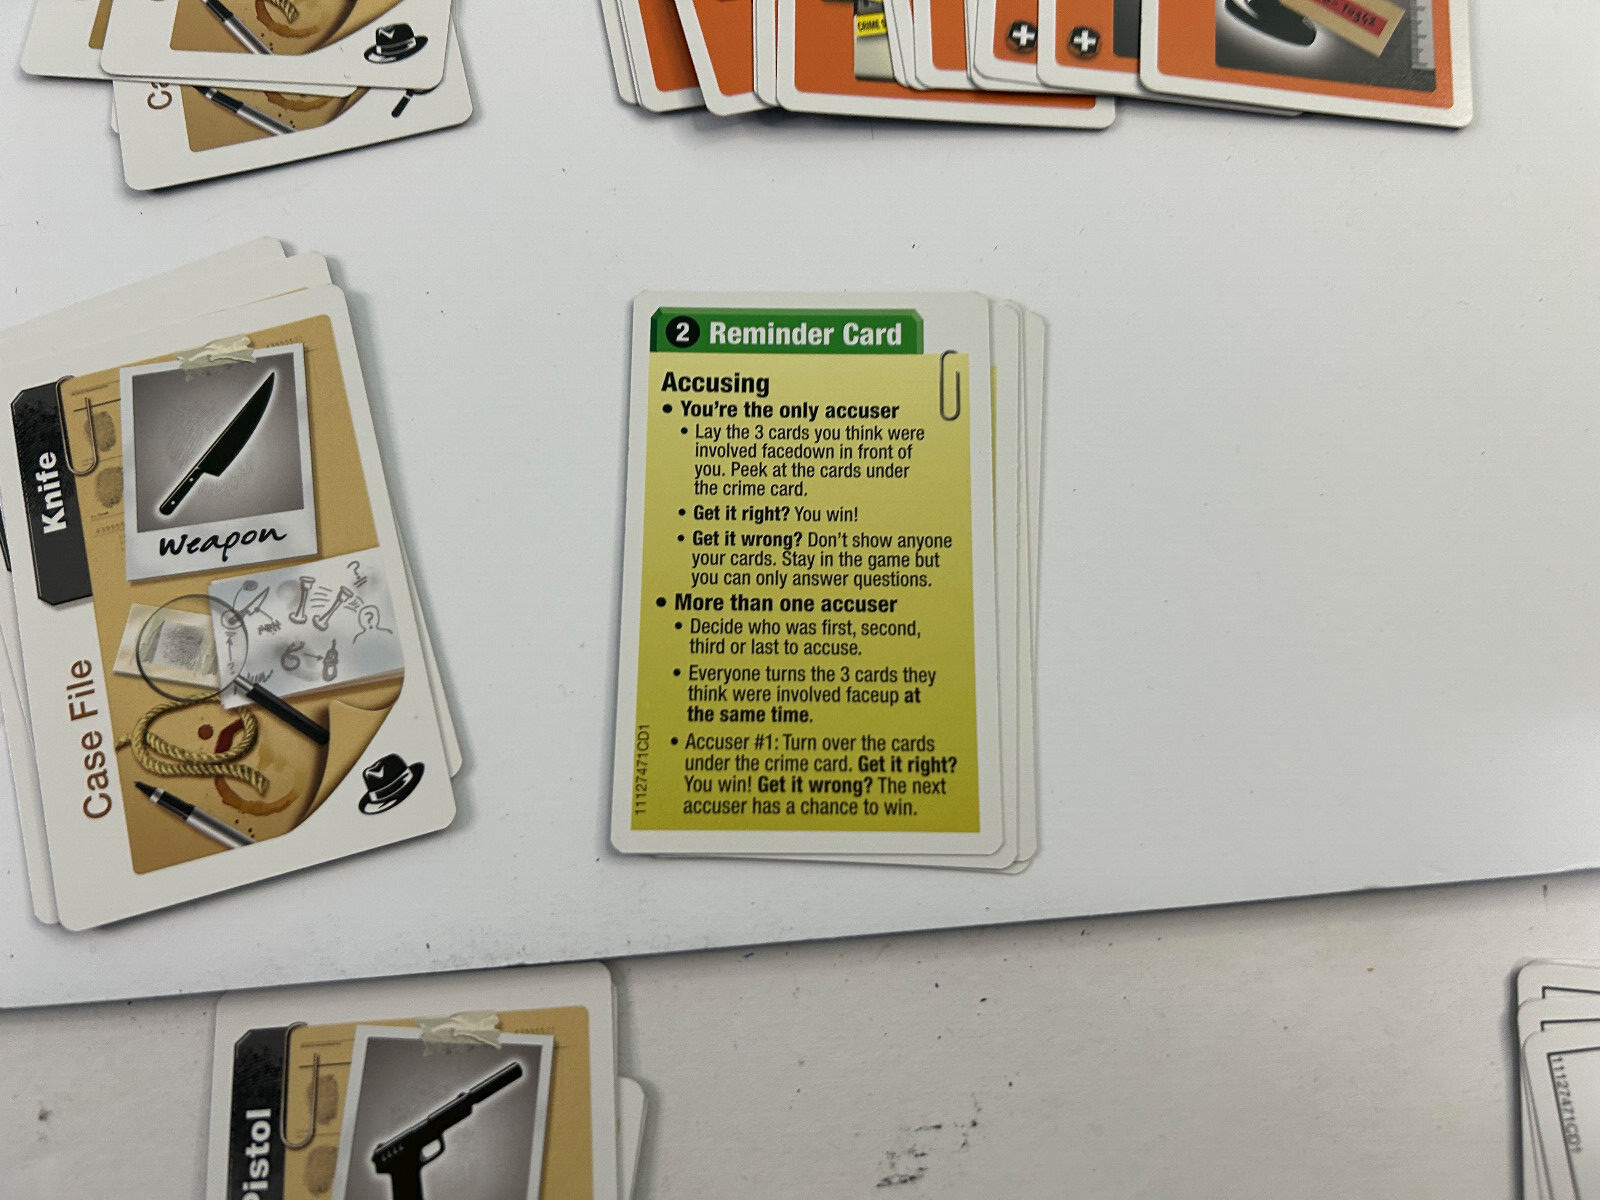 CRIME
2 Reminder Card
Accusing
• You're the only accuser
• Lay the 3 cards you think were
involved facedown in front of
you. Peek at the cards under
the crime card.
• Get it right? You win!
• Get it wrong? Don't show anyone
your cards. Stay in the game but
you can only answer questions.
• More than one accuser
• Decide who was first, second,
third or last to accuse.
• Everyone turns the 3 cards they
think were involved faceup at
the same time.
• Accuser #1: Turn over the cards
under the crime card. Get it right?
You win! Get it wrong? The next
accuser has a chance to win.
11127471CD1
Knife
Weapon
Case File
Pistol
11127471CD1